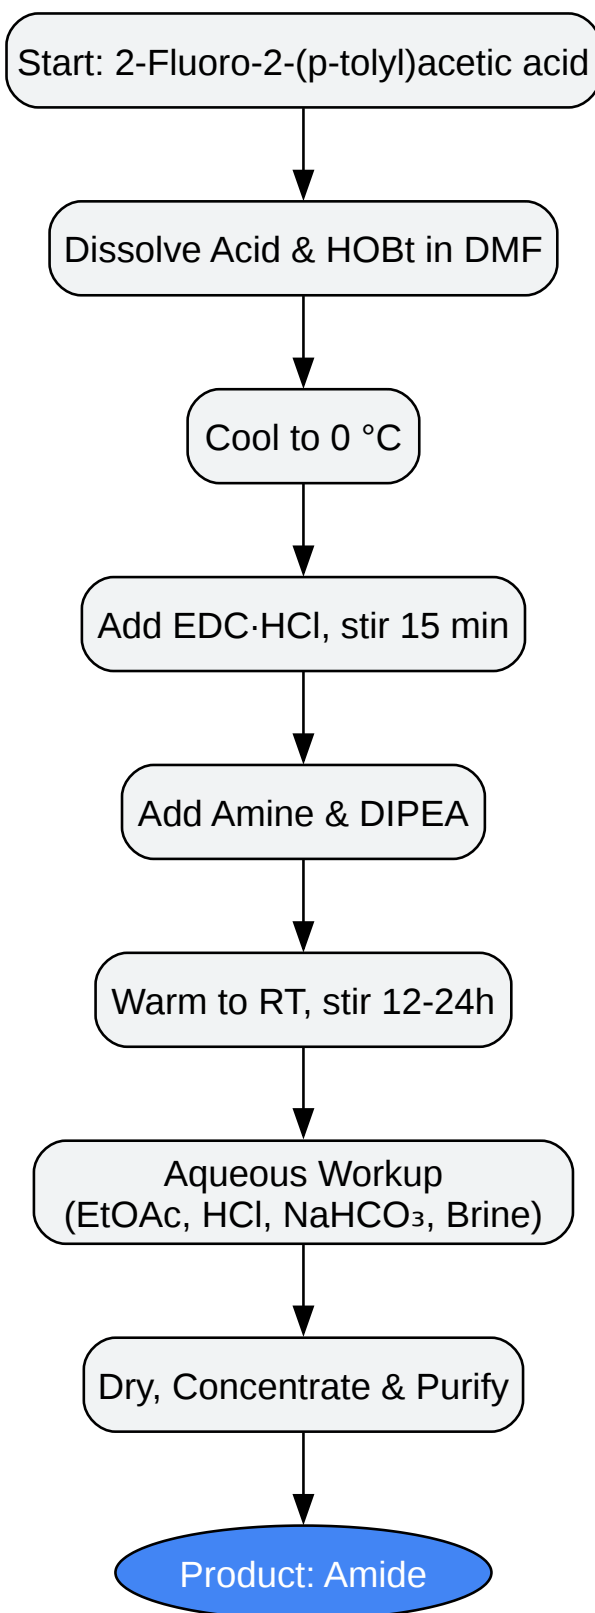 Start: 2-Fluoro-2-(p-tolyl)acetic acid
Dissolve Acid & HOBt in DMF
Cool to 0 °C
Add EDC·HCl, stir 15 min
Add Amine & DIPEA
Warm to RT, stir 12-24h
Aqueous Workup
(EtOAc, HCl, NaHCO₃, Brine)
Dry, Concentrate & Purify
Product: Amide